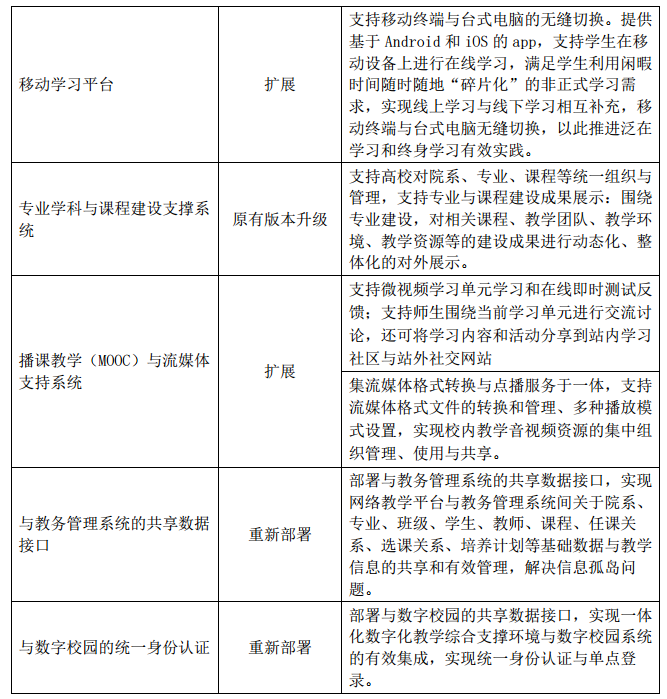 移动学习平台
扩展
支持移动终端与台式电脑的无缝切换。提供
基于 Android 和 iOS 的 app，支持学生在移
动设备上进行在线学习，满足学生利用闲暇
时间随时随地“碎片化”的非正式学习需
求，实现线上学习与线下学习相互补充，移
动终端与台式电脑无缝切换，以此推进泛在
学习和终身学习有效实践。
专业学科与课程建设支撑系
统
原有版本升级
支持高校对院系、专业、课程等统一组织与
管理，支持专业与课程建设成果展示：围绕
专业建设，对相关课程、教学团队、教学环
境、教学资源等的建设成果进行动态化、整
体化的对外展示。
播课教学（MOOC）与流媒体
支持系统
扩展
支持微视频学习单元学习和在线即时测试反
馈；支持师生围绕当前学习单元进行交流讨
论，还可将学习内容和活动分享到站内学习
社区与站外社交网站
集流媒体格式转换与点播服务于一体，支持
流媒体格式文件的转换和管理、多种播放模
式设置，实现校内教学音视频资源的集中组
织管理、使用与共享。
与教务管理系统的共享数据
接口
重新部署
部署与教务管理系统的共享数据接口，实现
网络教学平台与教务管理系统间关于院系、
专业、班级、学生、教师、课程、任课关
系、选课关系、培养计划等基础数据与教学
信息的共享和有效管理，解决信息孤岛问
题。
与数字校园的统一身份认证
重新部署
部署与数字校园的共享数据接口，实现一体
化数字化教学综合支撑环境与数字校园系统
的有效集成，实现统一身份认证与单点登
录。